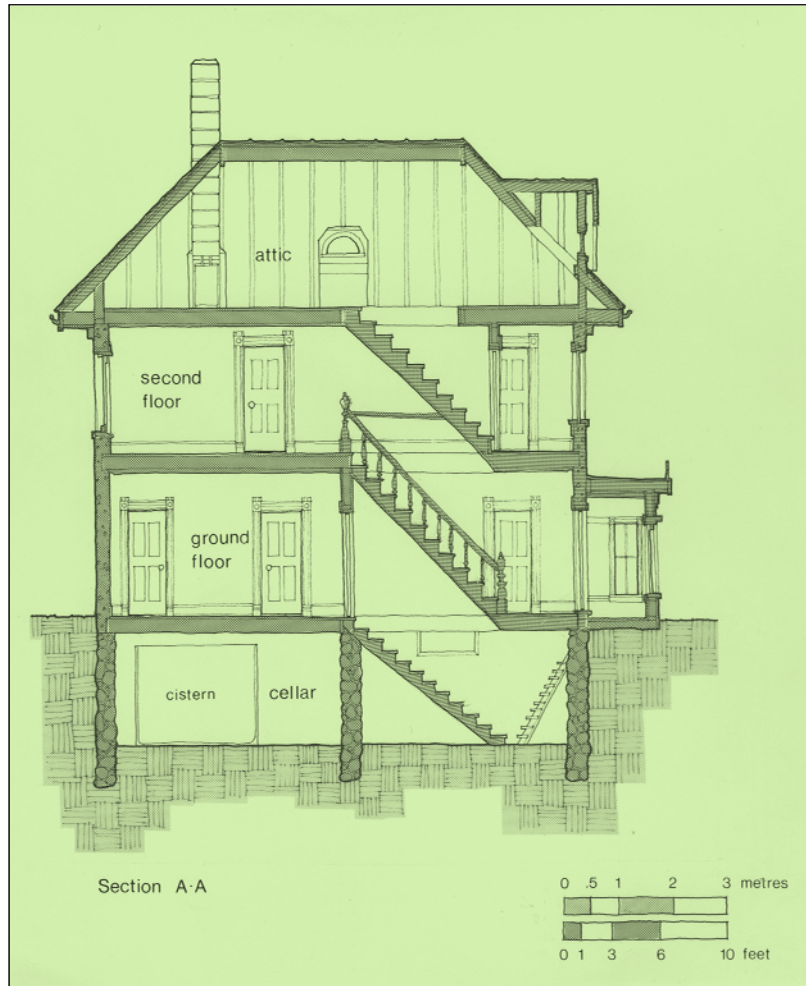 attic
second
floor
ground
floor
cistern
cellar
Section A·A
0 .5 1 2 3 metres
0 1 3 6 10 feet